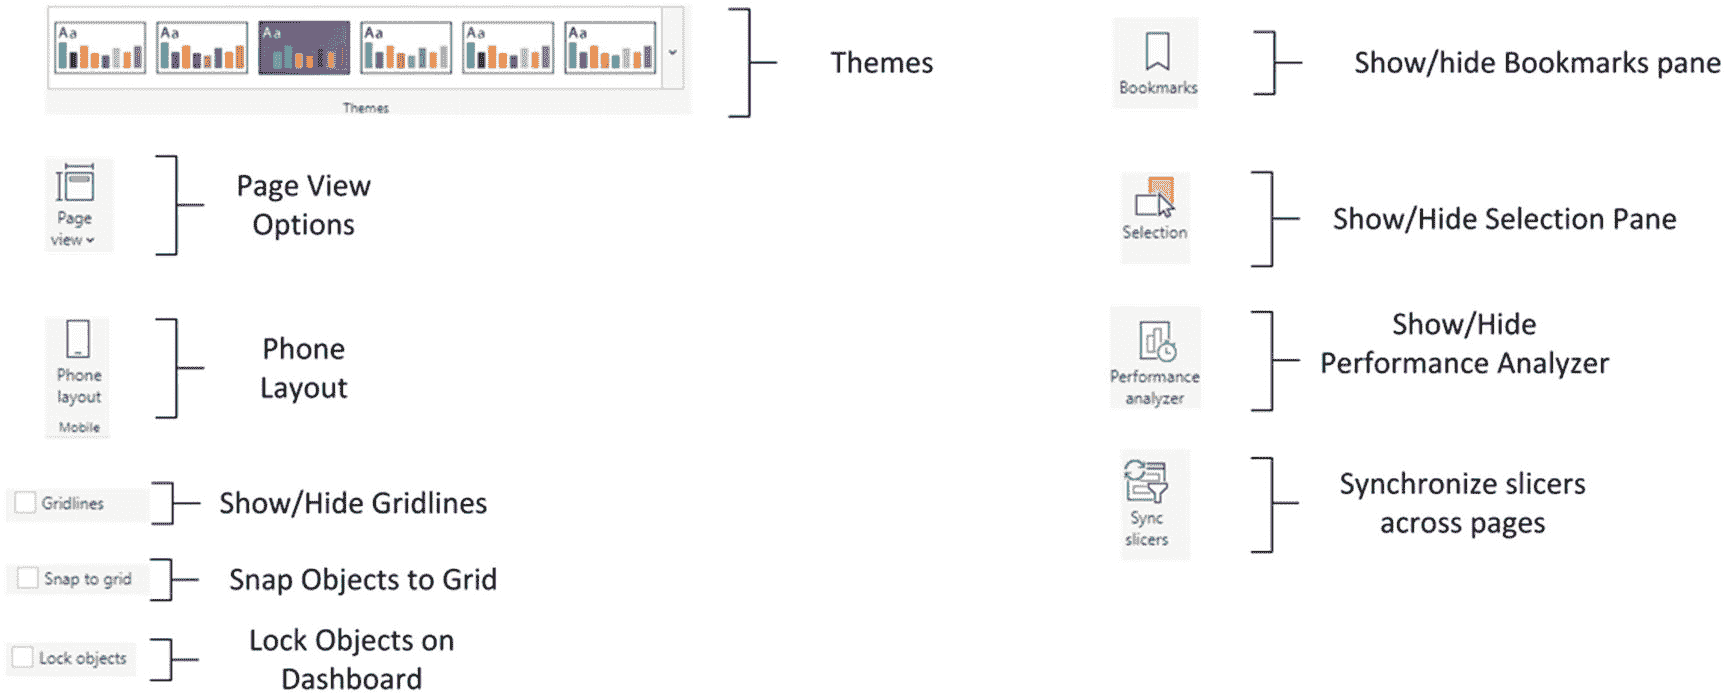 Aa Aa Aa Aa Aa Aa
Themes
Themes
Page
view
Page View
Options
Phone
layout
Mobile
Phone
Layout
Gridlines
Show/Hide Gridlines
Snap to grid
Snap Objects to Grid
Lock objects
Lock Objects on
Dashboard
Bookmarks
Show/hide Bookmarks pane
Selection
Show/Hide Selection Pane
Performance
analyzer
Show/Hide
Performance Analyzer
Sync
slicers
Synchronize slicers
across pages